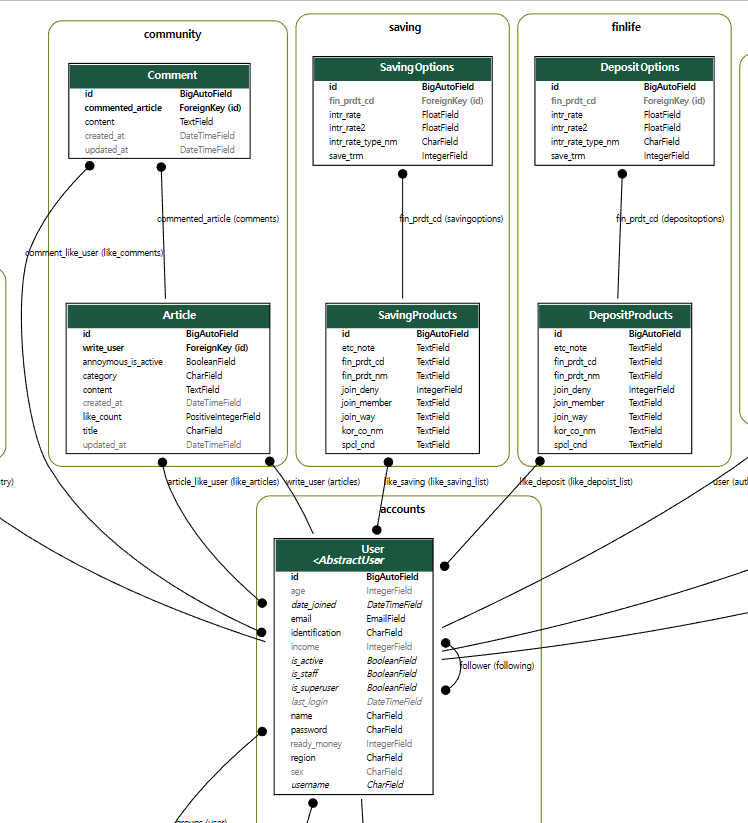 community
Comment
id BigAutoField
commented_article ForeignKey (id)
content TextField
created_at DateTimeField
updated_at DateTimeField
saving
SavingOptions
id BigAutoField
fin_prdt_cd ForeignKey (id)
intr_rate FloatField
intr_rate2 FloatField
intr_rate_type_nm CharField
save_trm IntegerField
finlife
DepositOptions
id BigAutoField
fin_prdt_cd ForeignKey (id)
intr_rate FloatField
intr_rate2 FloatField
intr_rate_type_nm CharField
save_trm IntegerField
commented_article (comments)
fin_prdt_cd (savingoptions)
fin_prdt_cd (depositoptions)
comment_like_user (like_comments)
Article
id BigAutoField
write_user ForeignKey (id)
annoymous_is_active BooleanField
category CharField
content TextField
created_at DateTimeField
like_count PositiveIntegerField
title CharField
updated_at DateTimeField
SavingProducts
id BigAutoField
etc_note TextField
fin_prdt_cd TextField
fin_prdt_nm TextField
join_deny IntegerField
join_member TextField
join_way TextField
kor_co_nm TextField
spcl_cnd TextField
DepositProducts
id BigAutoField
etc_note TextField
fin_prdt_cd TextField
fin_prdt_nm TextField
join_deny IntegerField
join_member TextField
join_way TextField
kor_co_nm TextField
spcl_cnd TextField
try)
article_like_user (like_articles)
write_user (articles)
like_saving (like_saving_list)
like_deposit (like_depoist_list)
user (aut
accounts
User
<AbstractUser>
id BigAutoField
age IntegerField
date_joined DateTimeField
email EmailField
identification CharField
income IntegerField
is_active BooleanField
is_staff BooleanField
is_superuser BooleanField
last_login DateTimeField
name CharField
password CharField
ready_money IntegerField
region CharField
sex CharField
username CharField
follower (following)
groups (user)